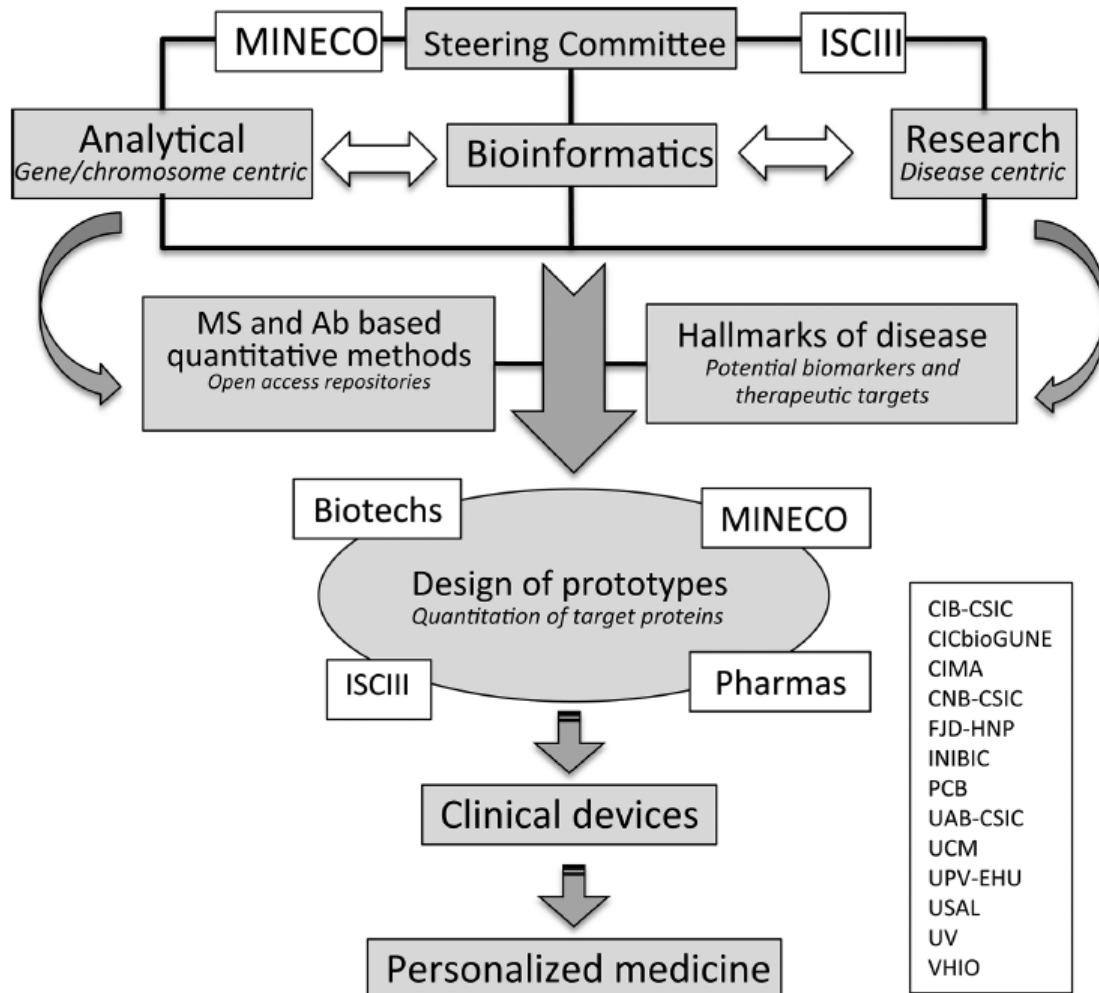 MINECO
Steering Committee
ISCIII
Analytical
Gene/chromosome centric
Bioinformatics
Research
Disease centric
MS and Ab based
quantitative methods
Open access repositories
Hallmarks of disease
Potential biomarkers and
therapeutic targets
Biotechs
MINECO
Design of prototypes
Quantitation of target proteins
ISCIII
Pharmas
Clinical devices
Personalized medicine
CIB-CSIC
CICbioGUNE
CIMA
CNB-CSIC
FJD-HNP
INIBIC
PCB
UAB-CSIC
UCM
UPV-EHU
USAL
UV
VHIO